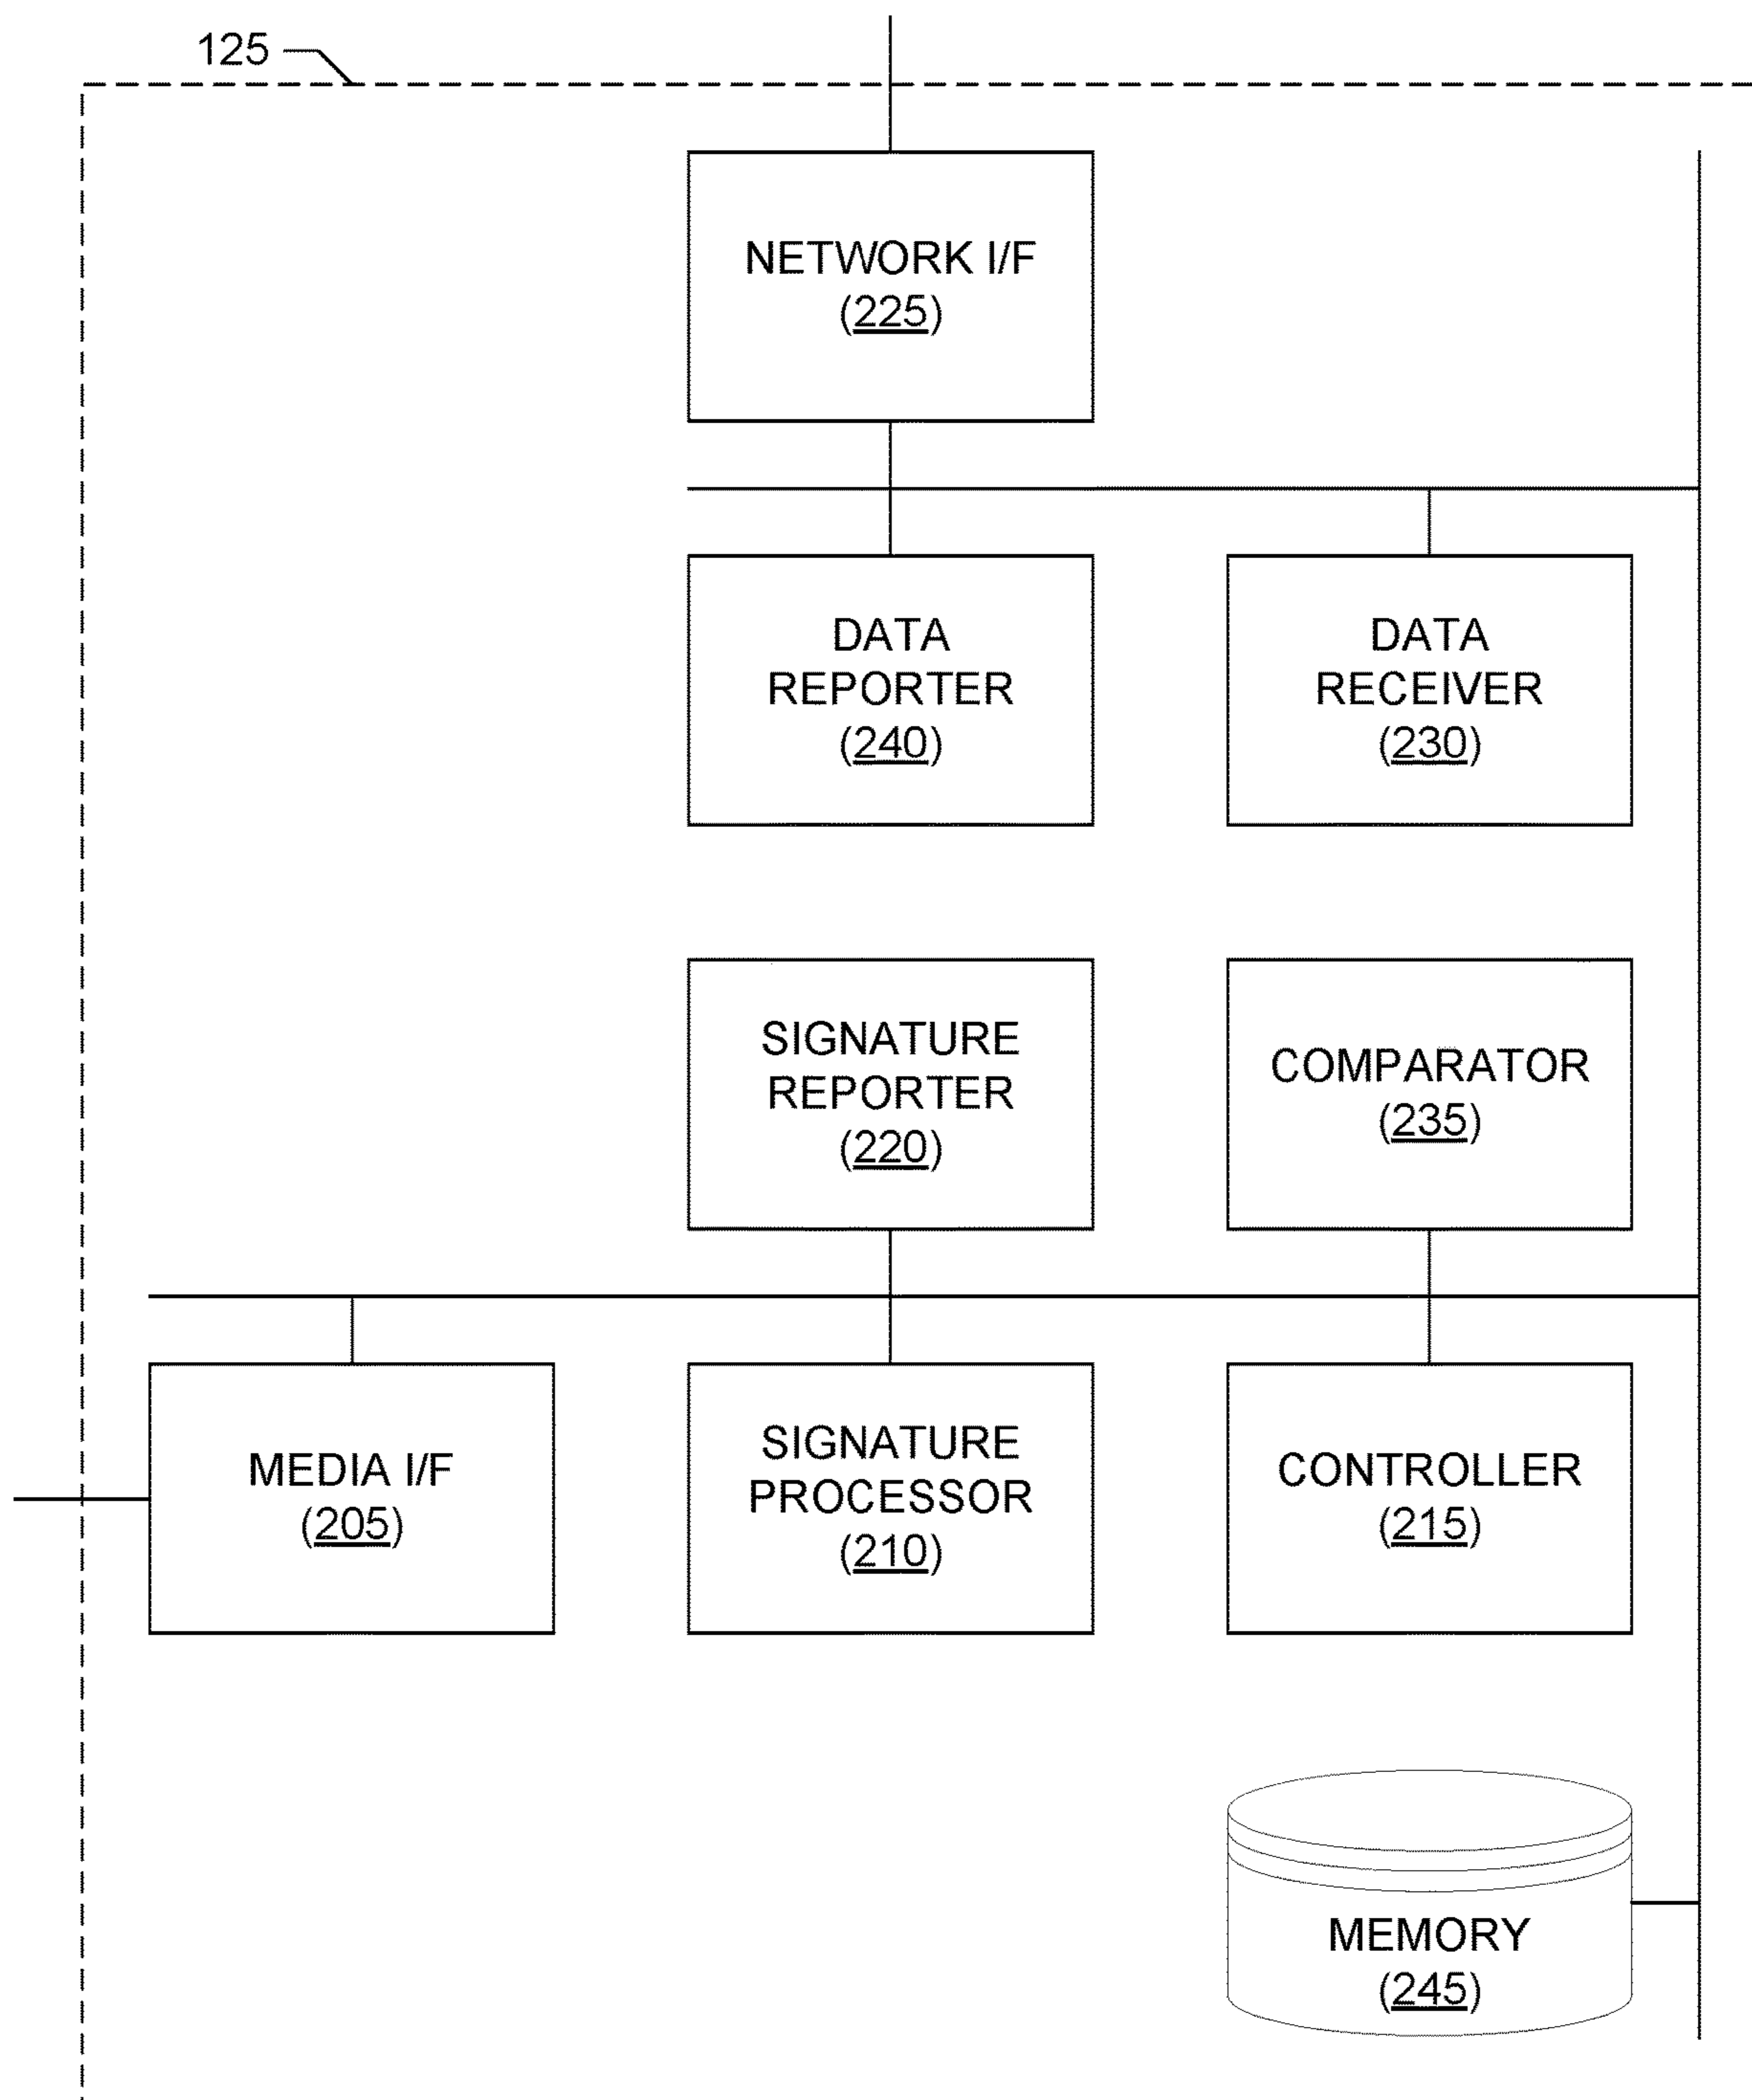 125
NETWORK I/F
(225)
DATA
REPORTER
(240)
DATA
RECEIVER
(230)
SIGNATURE
REPORTER
(220)
COMPARATOR
(235)
MEDIA I/F
(205)
SIGNATURE
PROCESSOR
(210)
CONTROLLER
(215)
MEMORY
(245)